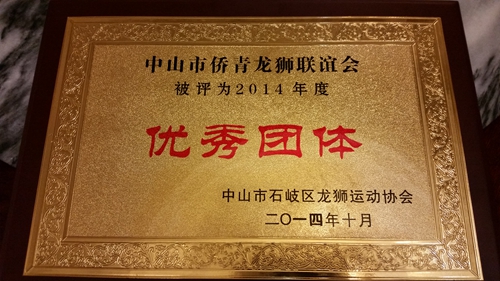 中山市侨青龙狮联谊会
被评为2014年度
优秀团体
中山市石岐区龙狮运动协会
二〇一四年十月